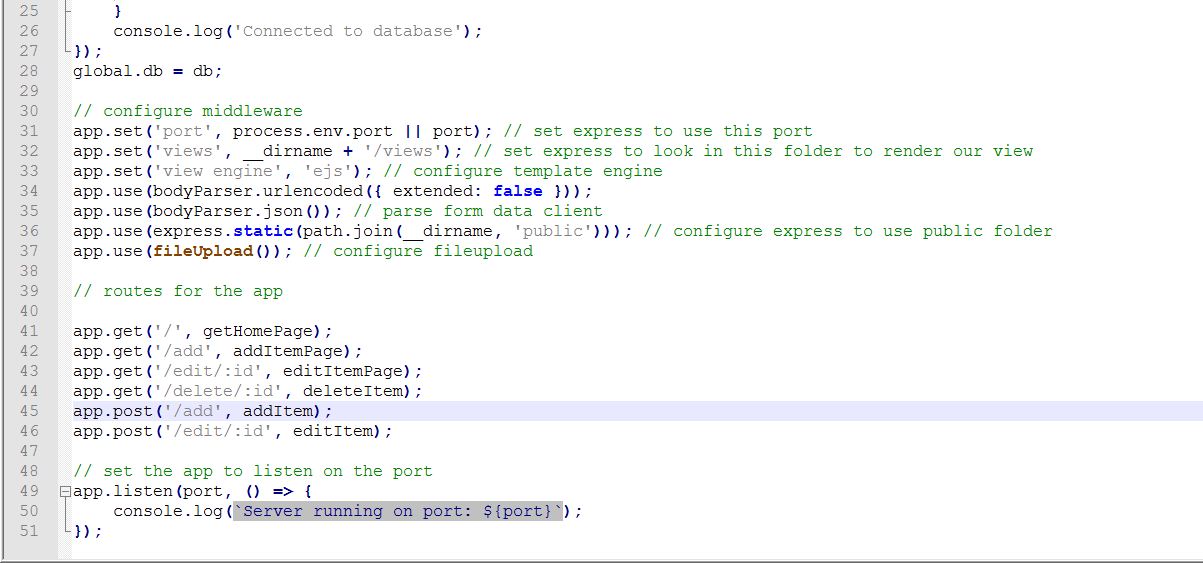 25 }
26 console.log('Connected to database');
27 });
28 global.db = db;
29
30 // configure middleware
31 app.set('port', process.env.port || port); // set express to use this port
32 app.set('views', __dirname + '/views'); // set express to look in this folder to render our view
33 app.set('view engine', 'ejs'); // configure template engine
34 app.use(bodyParser.urlencoded({ extended: false }));
35 app.use(bodyParser.json()); // parse form data client
36 app.use(express.static(path.join(__dirname, 'public'))); // configure express to use public folder
37 app.use(fileUpload()); // configure fileupload
38
39 // routes for the app
40
41 app.get('/', getHomePage);
42 app.get('/add', addItemPage);
43 app.get('/edit/:id', editItemPage);
44 app.get('/delete/:id', deleteItem);
45 app.post('/add', addItem);
46 app.post('/edit/:id', editItem);
47
48 // set the app to listen on the port
49 app.listen(port, () => {
50 console.log(`Server running on port: ${port}`);
51 });